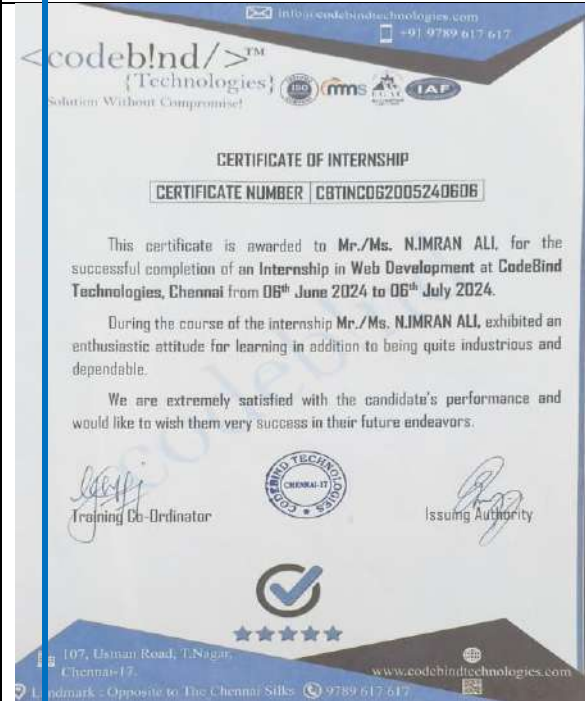 info@codebindtechnologies.com
+91 9789 617 617
<codeb!nd/>™
{Technologies}
Solution Without Compromise!
ISO
mms
IAF
CERTIFICATE OF INTERNSHIP
CERTIFICATE NUMBER CBTINC062005240606
This certificate is awarded to Mr./Ms. N.IMRAN ALI, for the
successful completion of an Internship in Web Development at CodeBind
Technologies, Chennai from 06th June 2024 to 06th July 2024.
During the course of the internship Mr./Ms. N.IMRAN ALI, exhibited an
enthusiastic attitude for learning in addition to being quite industrious and
dependable.
We are extremely satisfied with the candidate's performance and
would like to wish them very success in their future endeavors.
CODEBIND TECHNOLOGIES
CHENNAI-17
Training Co-Ordinator
Issuing Authority
107, Usman Road, T.Nagar,
Chennai-17.
www.codebindtechnologies.com
Landmark : Opposite to The Chennai Silks 9789 617 617